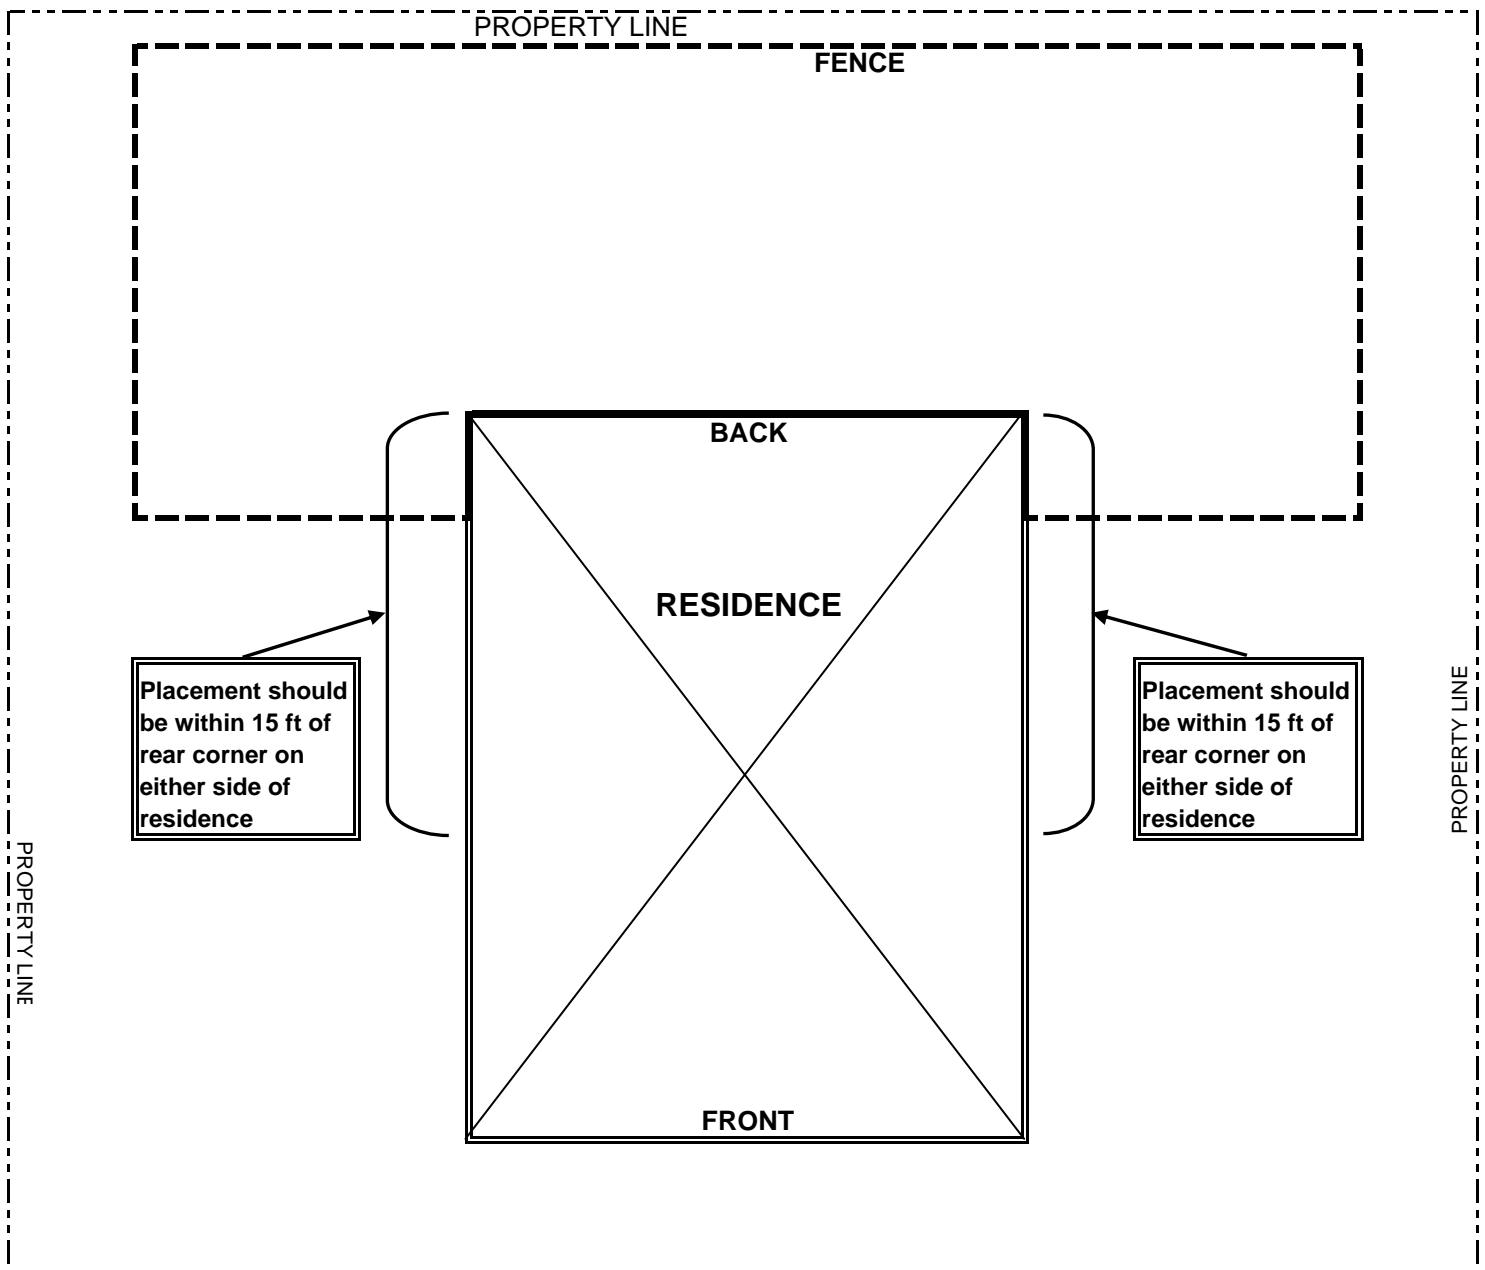 PROPERTY LINE
FENCE
BACK
RESIDENCE
Placement should
be within 15 ft of
rear corner on
either side of
residence
Placement should
be within 15 ft of
rear corner on
either side of
residence
PROPERTY LINE
PROPERTY LINE
FRONT